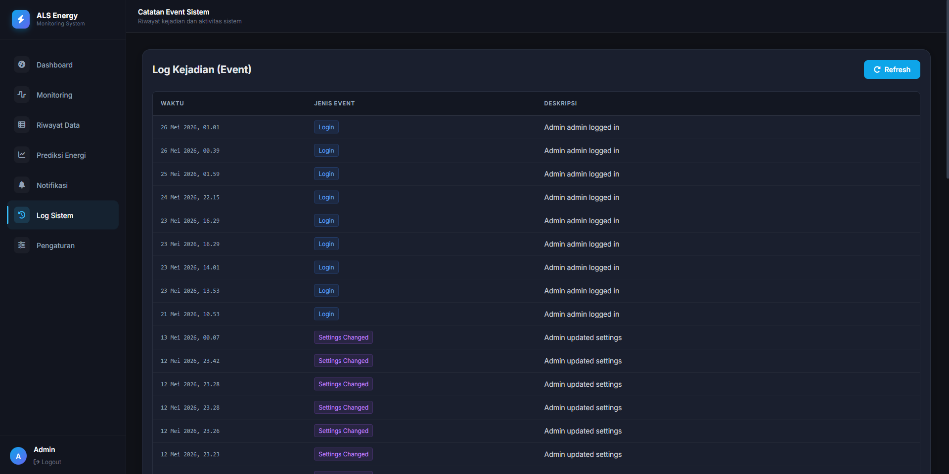 ALS Energy
Monitoring System
Dashboard
Monitoring
Riwayat Data
Prediksi Energi
Notifikasi
Log Sistem
Pengaturan
A
Admin
Logout
Catatan Event Sistem
Riwayat kejadian dan aktivitas sistem
Log Kejadian (Event)
Refresh
WAKTU JENIS EVENT DESKRIPSI
26 Mei 2026, 01.01 Login Admin admin logged in
26 Mei 2026, 00.39 Login Admin admin logged in
25 Mei 2026, 01.59 Login Admin admin logged in
24 Mei 2026, 22.15 Login Admin admin logged in
23 Mei 2026, 16.29 Login Admin admin logged in
23 Mei 2026, 16.29 Login Admin admin logged in
23 Mei 2026, 14.01 Login Admin admin logged in
23 Mei 2026, 13.53 Login Admin admin logged in
21 Mei 2026, 10.53 Login Admin admin logged in
13 Mei 2026, 00.07 Settings Changed Admin updated settings
12 Mei 2026, 23.42 Settings Changed Admin updated settings
12 Mei 2026, 23.28 Settings Changed Admin updated settings
12 Mei 2026, 23.28 Settings Changed Admin updated settings
12 Mei 2026, 23.26 Settings Changed Admin updated settings
12 Mei 2026, 23.23 Settings Changed Admin updated settings